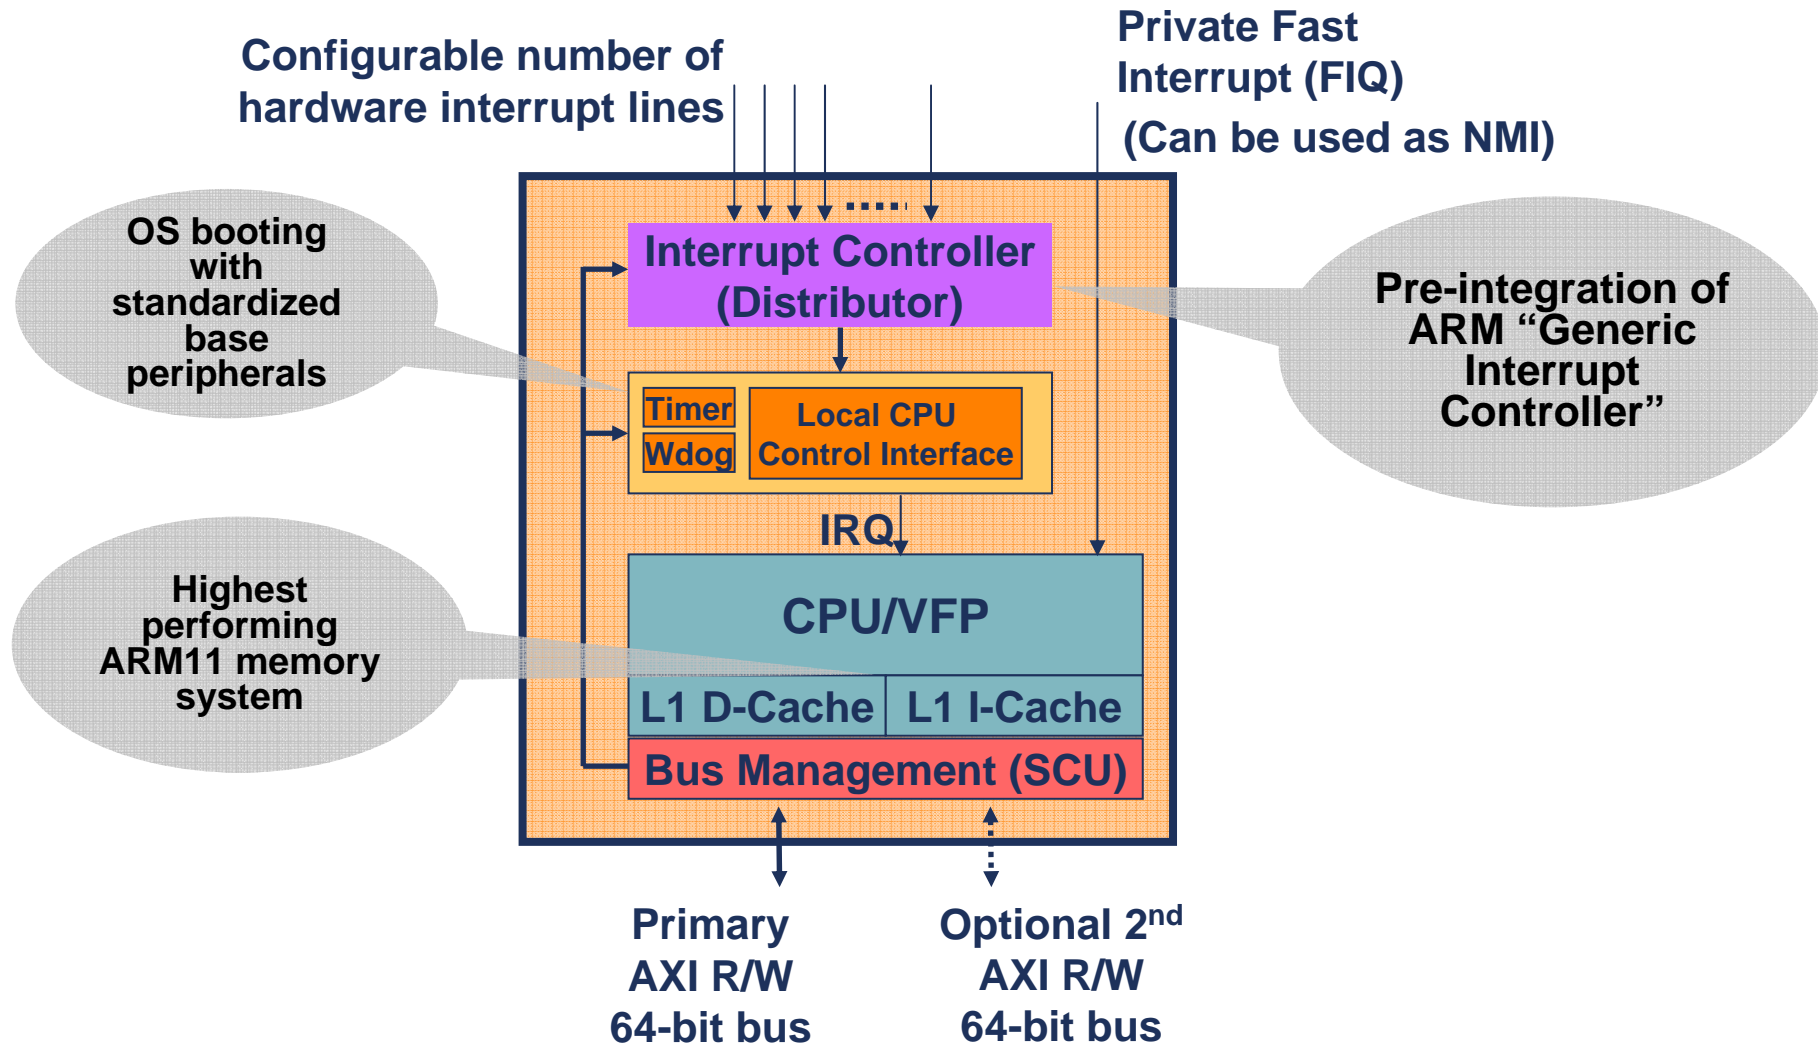 Configurable number of
hardware interrupt lines
Private Fast
Interrupt (FIQ)
(Can be used as NMI)
OS booting
with
standardized
base
peripherals
Interrupt Controller
(Distributor)
Pre-integration of
ARM “Generic
Interrupt
Controller”
Timer
Wdog
Local CPU
Control Interface
IRQ
Highest
performing
ARM11 memory
system
CPU/VFP
L1 D-Cache
L1 I-Cache
Bus Management (SCU)
Primary
AXI R/W
64-bit bus
Optional 2nd
AXI R/W
64-bit bus